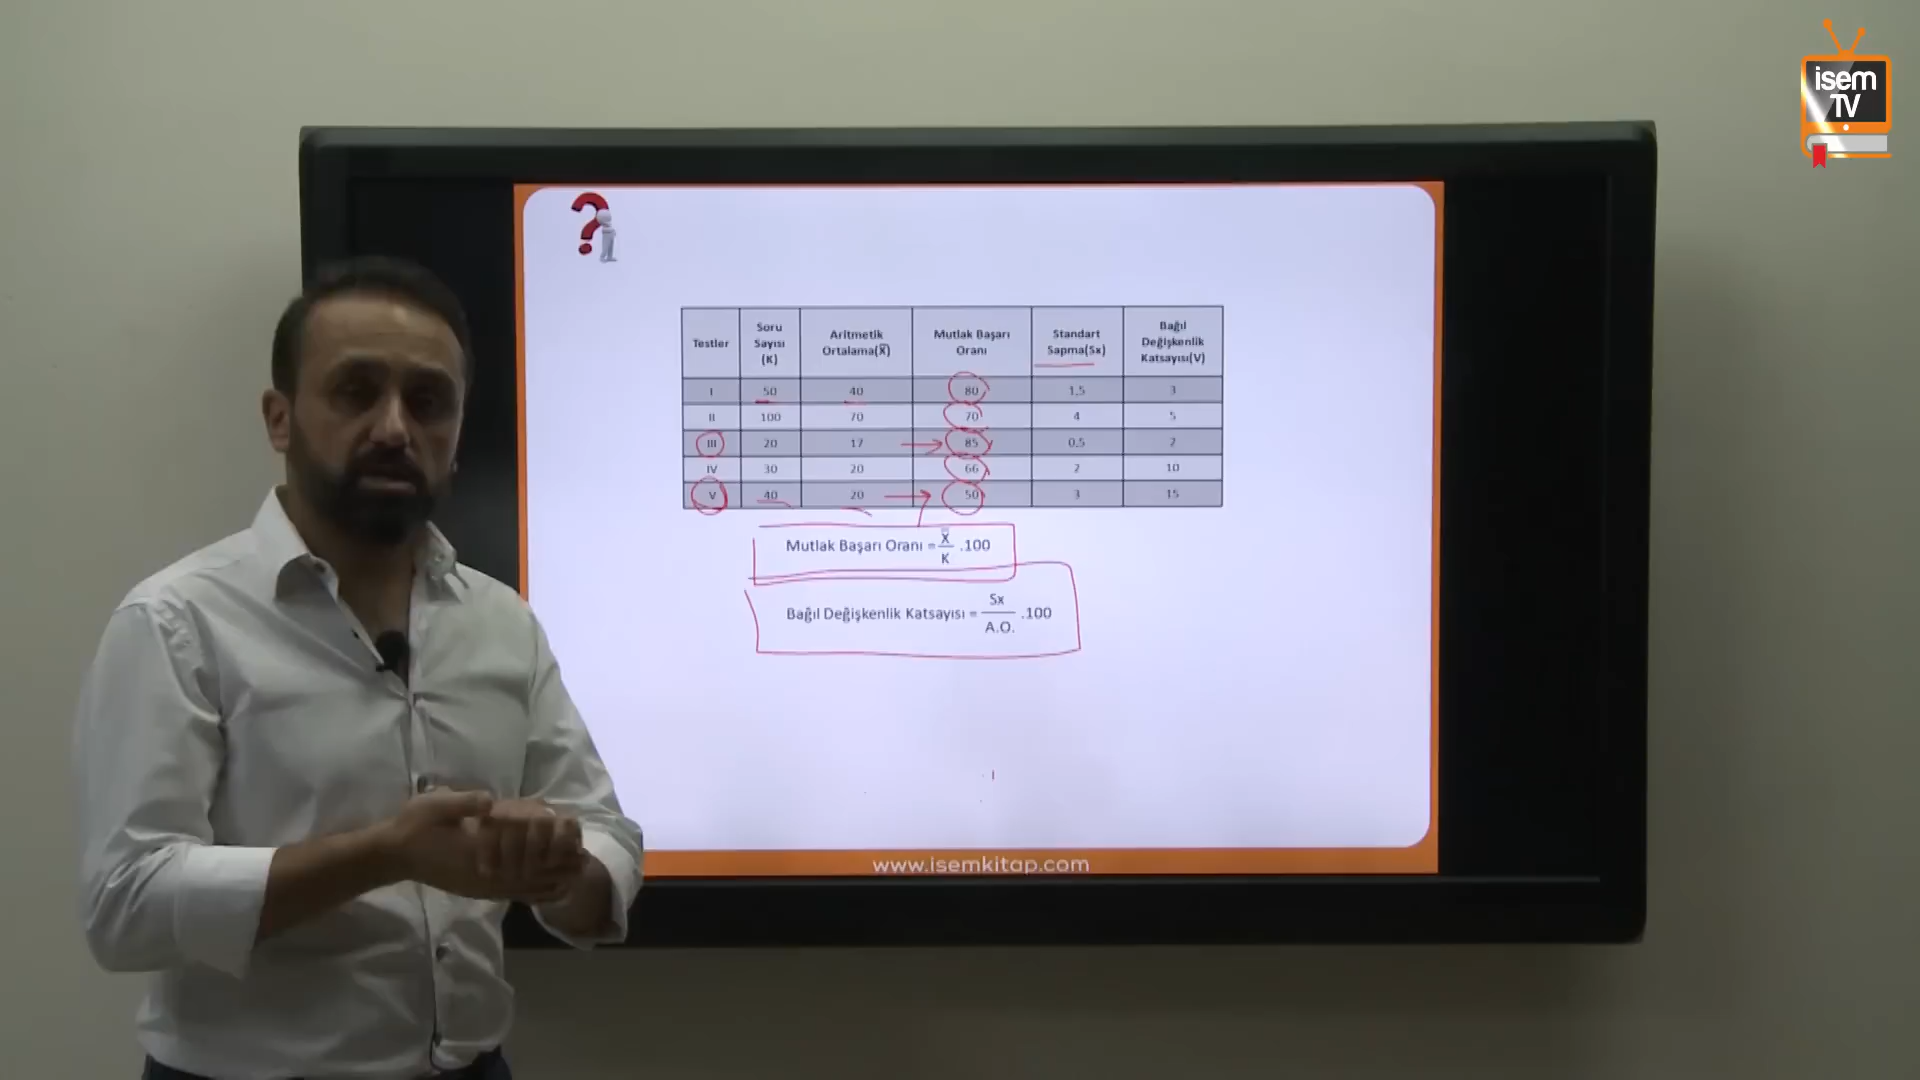 isem
TV
Testler
Soru
Sayısı
(K)
Aritmetik
Ortalama(X̅)
Mutlak Başarı
Oranı
Standart
Sapma(Sx)
Bağıl
Değişkenlik
Katsayısı(V)
I 50 40 80 1,5 3
II 100 70 70 4 5
III 20 17 85 0,5 2
IV 30 20 66 2 10
V 40 20 50 3 15
Mutlak Başarı Oranı = X̅/K .100
Bağıl Değişkenlik Katsayısı = Sx/A.O. .100
www.isemkitap.com